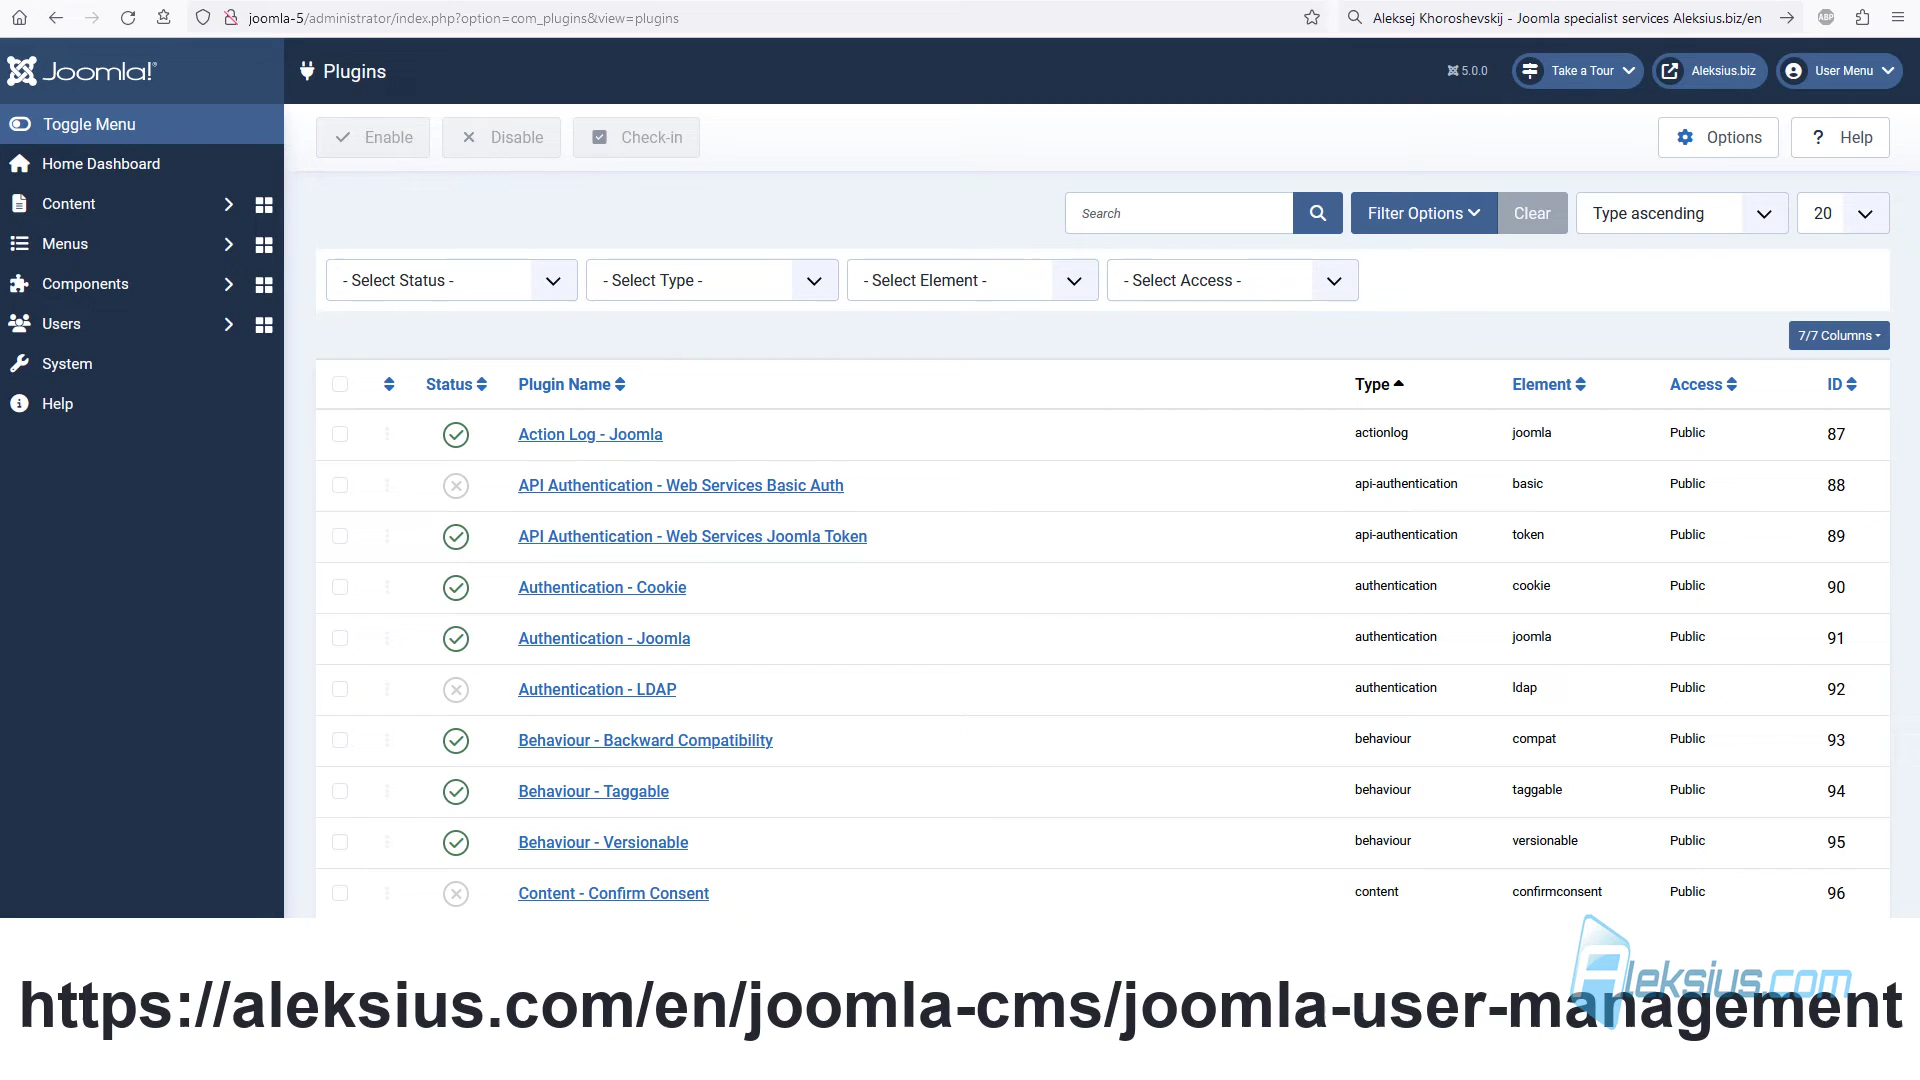 joomla-5/administrator/index.php?option=com_plugins&view=plugins
Aleksej Khoroshevskij - Joomla specialist services Aleksius.biz/en
ABP
Joomla!
Plugins
5.0.0
Take a Tour
Aleksius.biz
User Menu
Toggle Menu
Home Dashboard
Content
Menus
Components
Users
System
Help
Enable
Disable
Check-in
Options
? Help
Search
Filter Options
Clear
Type ascending
20
- Select Status -
- Select Type -
- Select Element -
- Select Access -
7/7 Columns
Status Plugin Name Type Element Access ID
Action Log - Joomla actionlog joomla Public 87
API Authentication - Web Services Basic Auth api-authentication basic Public 88
API Authentication - Web Services Joomla Token api-authentication token Public 89
Authentication - Cookie authentication cookie Public 90
Authentication - Joomla authentication joomla Public 91
Authentication - LDAP authentication ldap Public 92
Behaviour - Backward Compatibility behaviour compat Public 93
Behaviour - Taggable behaviour taggable Public 94
Behaviour - Versionable behaviour versionable Public 95
Content - Confirm Consent content confirmconsent Public 96
Aleksius.com
https://aleksius.com/en/joomla-cms/joomla-user-management